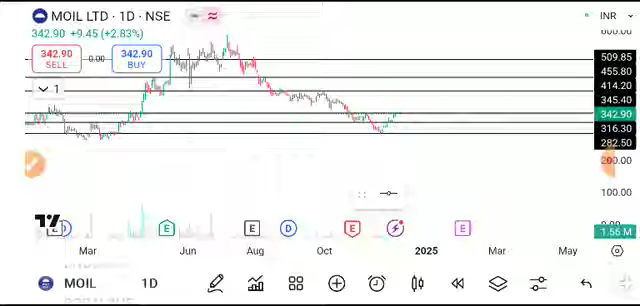 MOIL LTD · 1D · NSE
INR
342.90 +9.45 (+2.83%)
600.00
342.90
SELL
0.00
342.90
BUY
509.85
455.80
414.20
345.40
342.90
316.30
282.50
1
200.00
100.00
E
D
E
E
D
E
E
1.56 M
Mar
Jun
Aug
Oct
2025
Mar
May
MOIL
1D